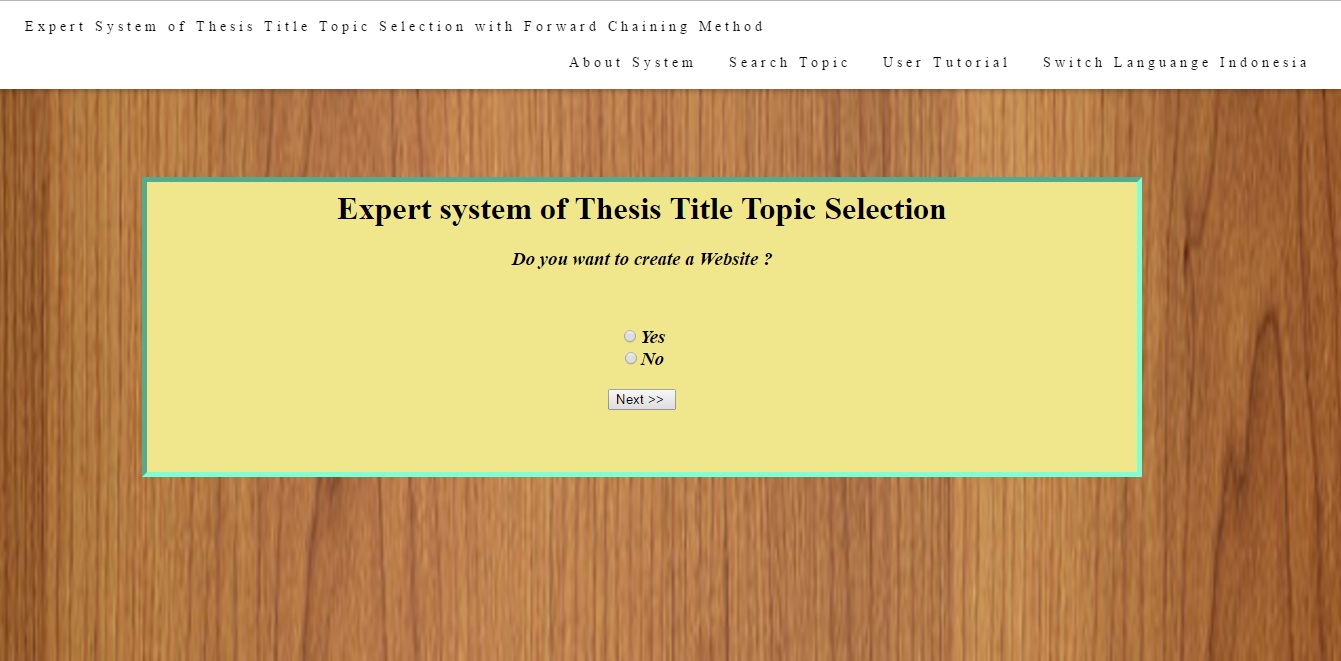 Expert System of Thesis Title Topic Selection with Forward Chaining Method
About System Search Topic User Tutorial Switch Languange Indonesia
Expert system of Thesis Title Topic Selection
Do you want to create a Website ?
Yes
No
Next >>